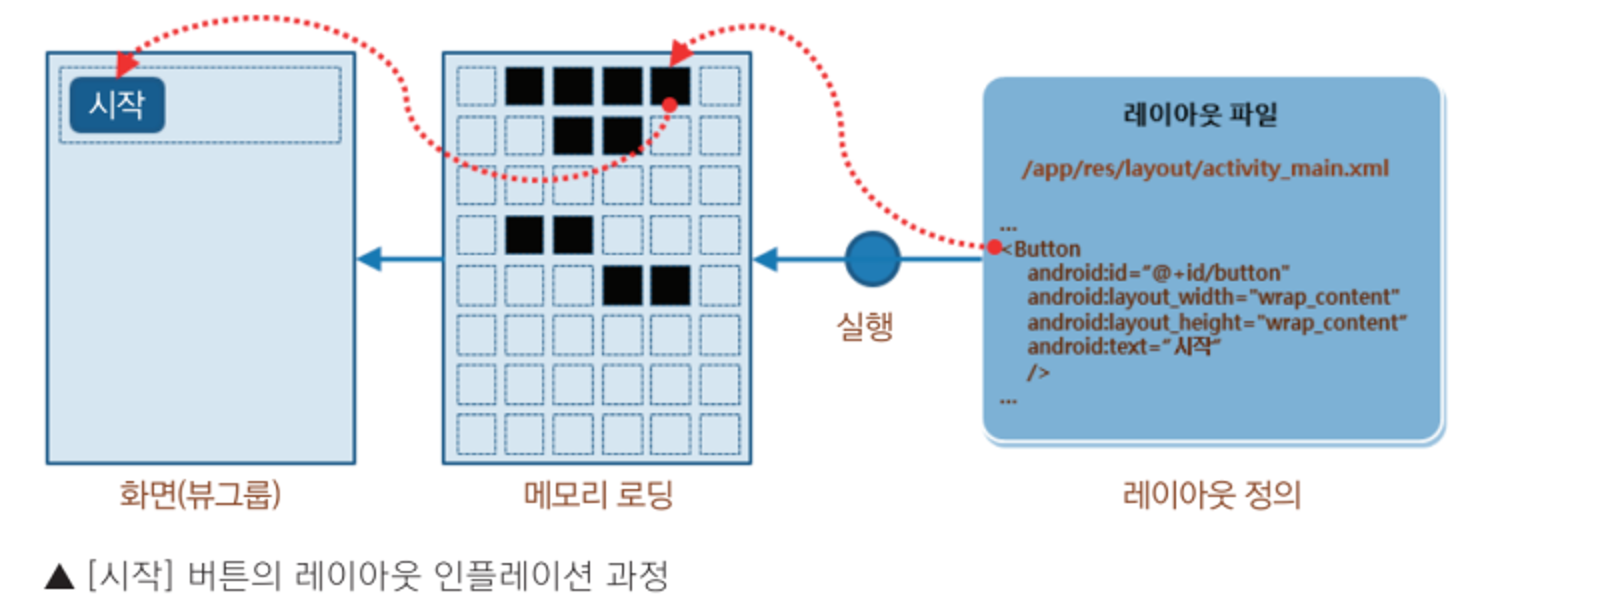 시작
레이아웃 파일
/app/res/layout/activity_main.xml
...
<Button
android:id="@+id/button"
android:layout_width="wrap_content"
android:layout_height="wrap_content"
android:text="시작"
/>
...
실행
화면(뷰그룹)
메모리 로딩
레이아웃 정의
▲ [시작] 버튼의 레이아웃 인플레이션 과정